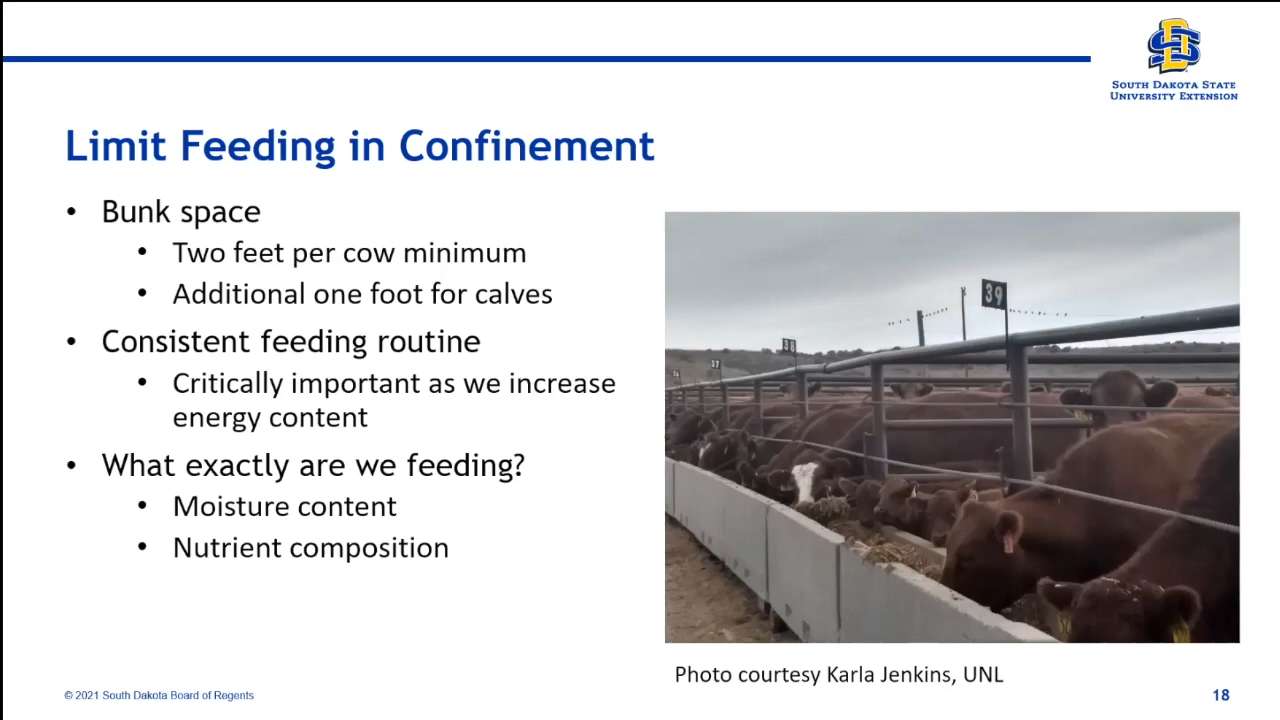 SOUTH DAKOTA STATE
UNIVERSITY EXTENSION
Limit Feeding in Confinement
• Bunk space
• Two feet per cow minimum
• Additional one foot for calves
• Consistent feeding routine
• Critically important as we increase
energy content
• What exactly are we feeding?
• Moisture content
• Nutrient composition
39
38
37
Photo courtesy Karla Jenkins, UNL
© 2021 South Dakota Board of Regents
18